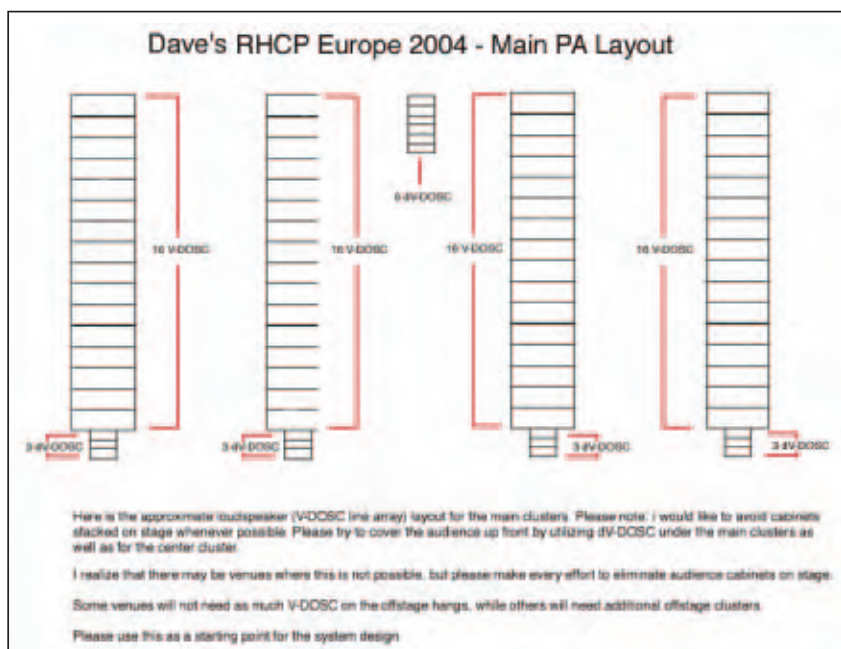 Dave's RHCP Europe 2004 - Main PA Layout
6 dV-DOSC
16 V-DOSC
16 V-DOSC
16 V-DOSC
16 V-DOSC
3-dV-DOSC
3-dV-DOSC
3-dV-DOSC
3-dV-DOSC
Here is the approximate loudspeaker (V-DOSC line array) layout for the main clusters. Please note: I would like to avoid cabinets
stacked on stage whenever possible. Please try to cover the audience up front by utilizing dV-DOSC under the main clusters as
well as for the center cluster.
I realize that there may be venues where this is not possible, but please make every effort to eliminate audience cabinets on stage.
Some venues will not need as much V-DOSC on the offstage hangs, while others will need additional offstage clusters.
Please use this as a starting point for the system design